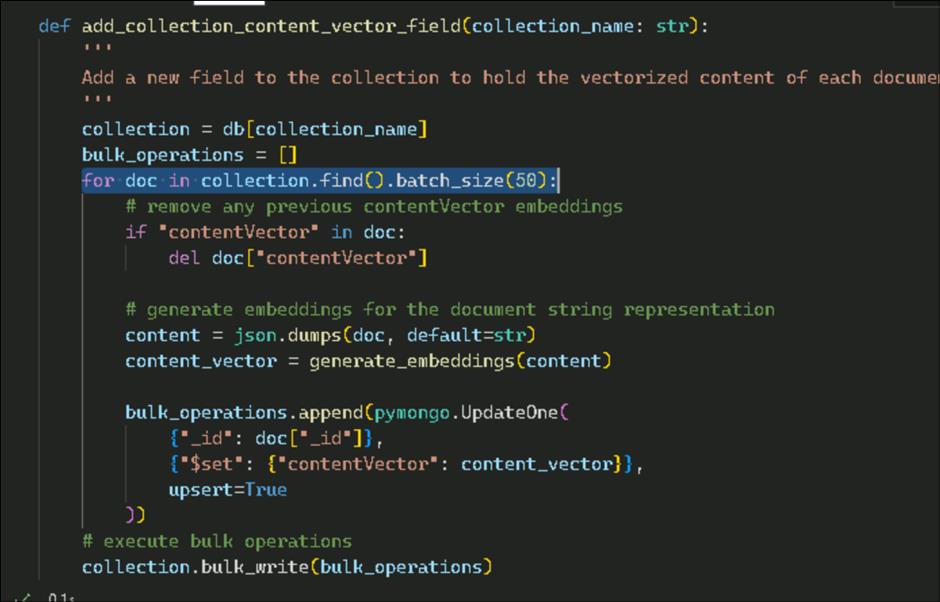 def add_collection_content_vector_field(collection_name: str):
    '''
    Add a new field to the collection to hold the vectorized content of each
    '''
    collection = db[collection_name]
    bulk_operations = []
    for doc in collection.find().batch_size(50):
        # remove any previous contentVector embeddings
        if "contentVector" in doc:
            del doc["contentVector"]
        # generate embeddings for the document string representation
        content = json.dumps(doc, default=str)
        content_vector = generate_embeddings(content)
        bulk_operations.append(pymongo.UpdateOne(
            {"_id": doc["_id"]},
            {"$set": {"contentVector": content_vector}},
            upsert=True
        ))
    # execute bulk operations
    collection.bulk_write(bulk_operations)